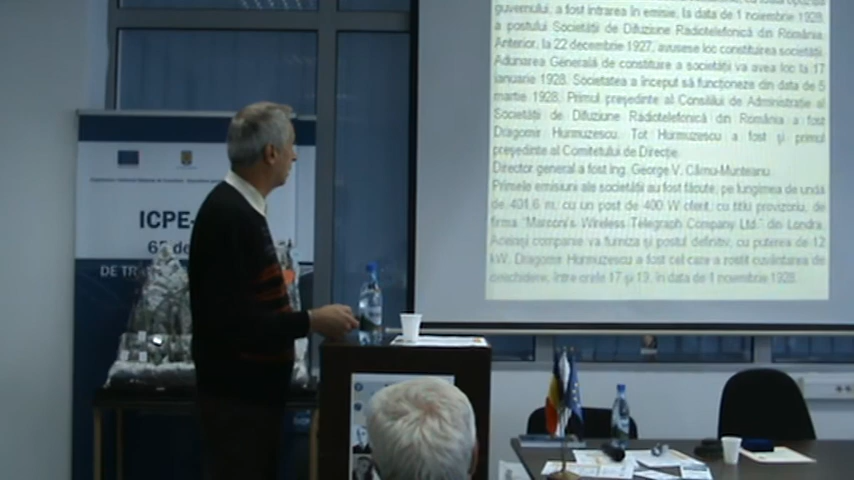 guvernului, a fost intrarea în emisie, la data de 1 noiembrie 1928,
a postului Societății de Difuziune Radiotelefonică din România.
Anterior, la 22 decembrie 1927, avusese loc constituirea societății.
Adunarea Generală de constituire a societății va avea loc la 17
ianuarie 1928. Societatea a început să funcționeze din data de 5
martie 1928. Primul președinte al Consiliului de Administrație al
Societății de Difuziune Radiotelefonică din România a fost
Dragomir Hurmuzescu. Tot Hurmuzescu a fost și primul
președinte al Comitetului de Direcție.
Director general a fost ing. George V. Câmu-Munteanu.
Primele emisiuni ale societății au fost făcute, pe lungimea de undă
de 401,6 m, cu un post de 400 W oferit, cu titlu provizoriu, de
firma "Marconi's Wireless Telegraph Company Ltd." din Londra.
Aceeași companie va furniza și postul definitiv, cu puterea de 12
kW. Dragomir Hurmuzescu a fost cel care a rostit cuvântarea de
deschidere, între orele 17 și 19, în data de 1 noiembrie 1928.
ICPE-
65 de
DE